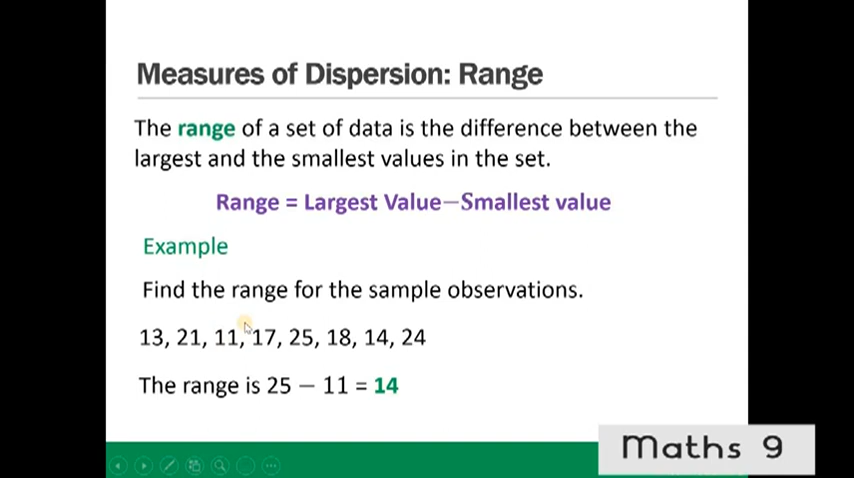 Measures of Dispersion: Range
The range of a set of data is the difference between the
largest and the smallest values in the set.
Range = Largest Value−Smallest value
Example
Find the range for the sample observations.
13, 21, 11, 17, 25, 18, 14, 24
The range is 25 − 11 = 14
Maths 9